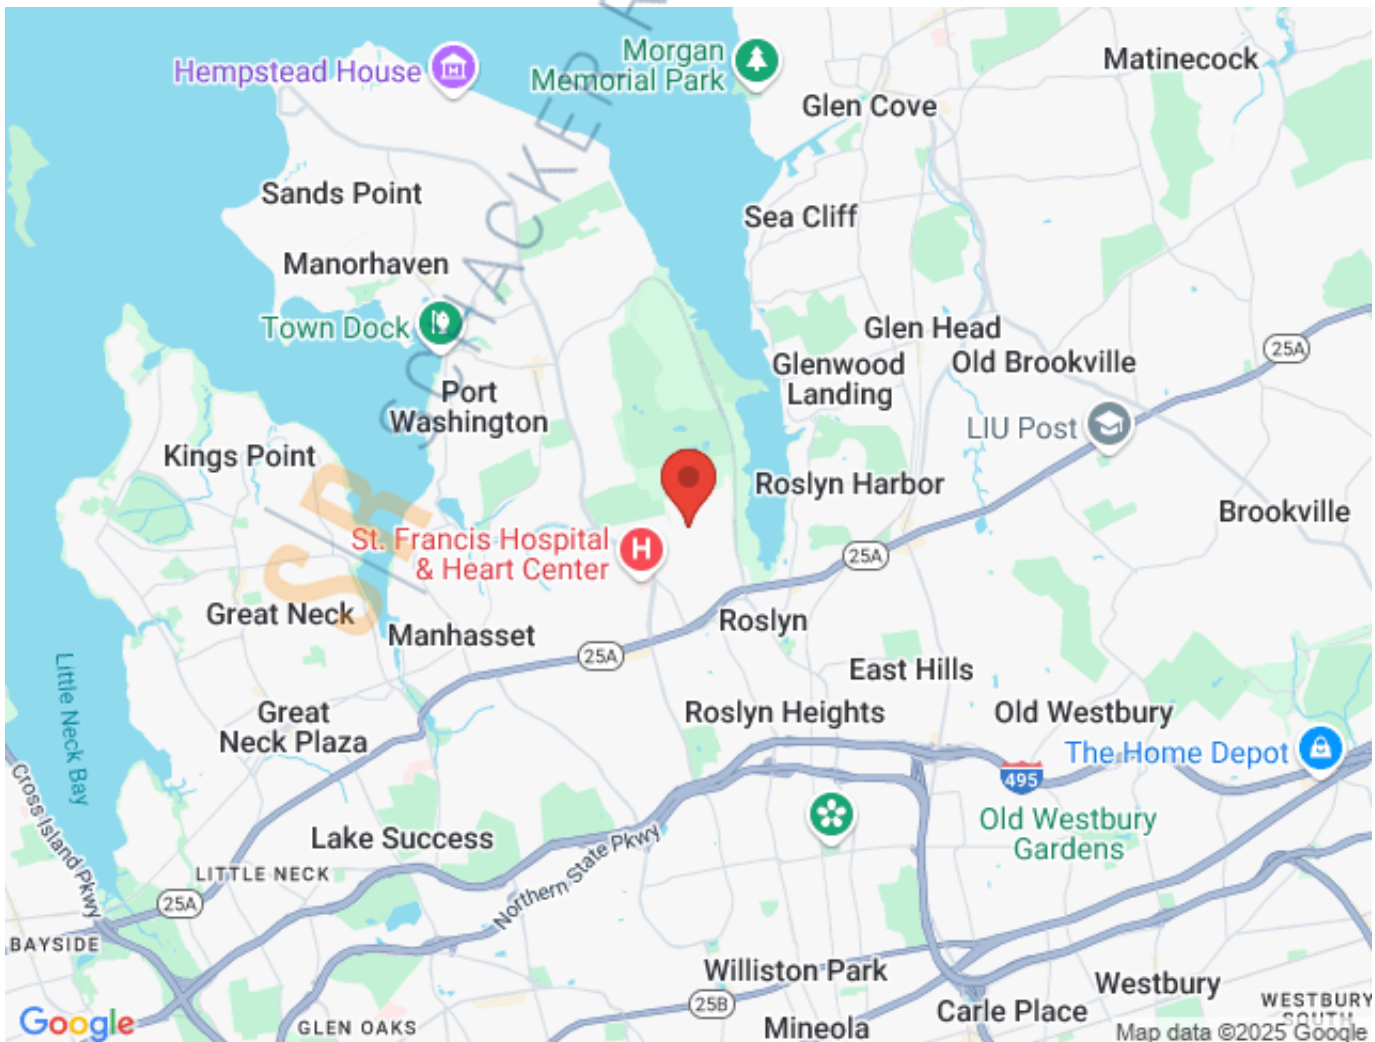 Morgan
Memorial Park
Matinecock
Hempstead House
Glen Cove
Sands Point
Sea Cliff
Manorhaven
Town Dock
Glen Head
25A
Glenwood
Landing
Old Brookville
Port
Washington
LIU Post
Kings Point
Roslyn Harbor
Brookville
St. Francis Hospital
& Heart Center
25A
Great Neck
Manhasset
Roslyn
25A
East Hills
Little Neck Bay
Great
Neck Plaza
Roslyn Heights
Old Westbury
The Home Depot
495
Cross Island Pkwy
Lake Success
Northern State Pkwy
Old Westbury
Gardens
LITTLE NECK
25A
BAYSIDE
Williston Park
Westbury
25B
Carle Place
WESTBURY
SOUTH
Google
GLEN OAKS
Mineola
Map data ©2025 Google